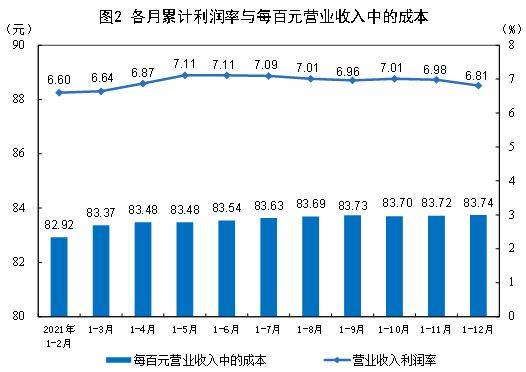 图2 各月累计利润率与每百元营业收入中的成本
(元) (%)
90 8
7.11 7.11 7.09 7.01 6.96 7.01 6.98
6.60 6.64 6.87 6.81
88 7
6
86 5
4
84 83.37 83.48 83.48 83.54 83.63 83.69 83.73 83.70 83.72 83.74
82.92 3
82 2
1
80 0
2021年 1-3月 1-4月 1-5月 1-6月 1-7月 1-8月 1-9月 1-10月 1-11月 1-12月
1-2月
每百元营业收入中的成本 营业收入利润率